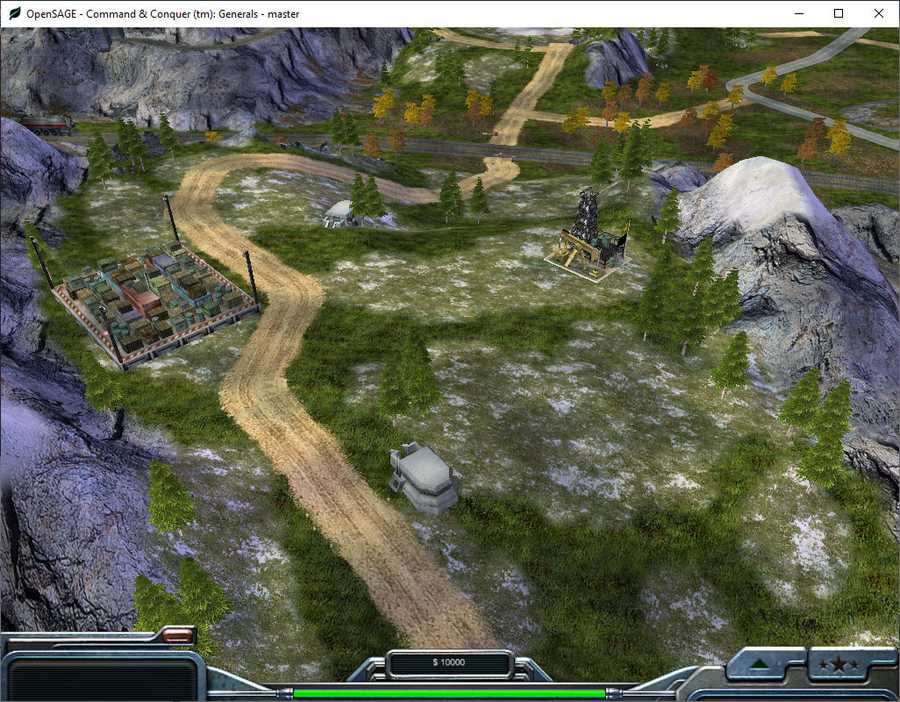 OpenSAGE - Command & Conquer (tm): Generals - master
$ 10000